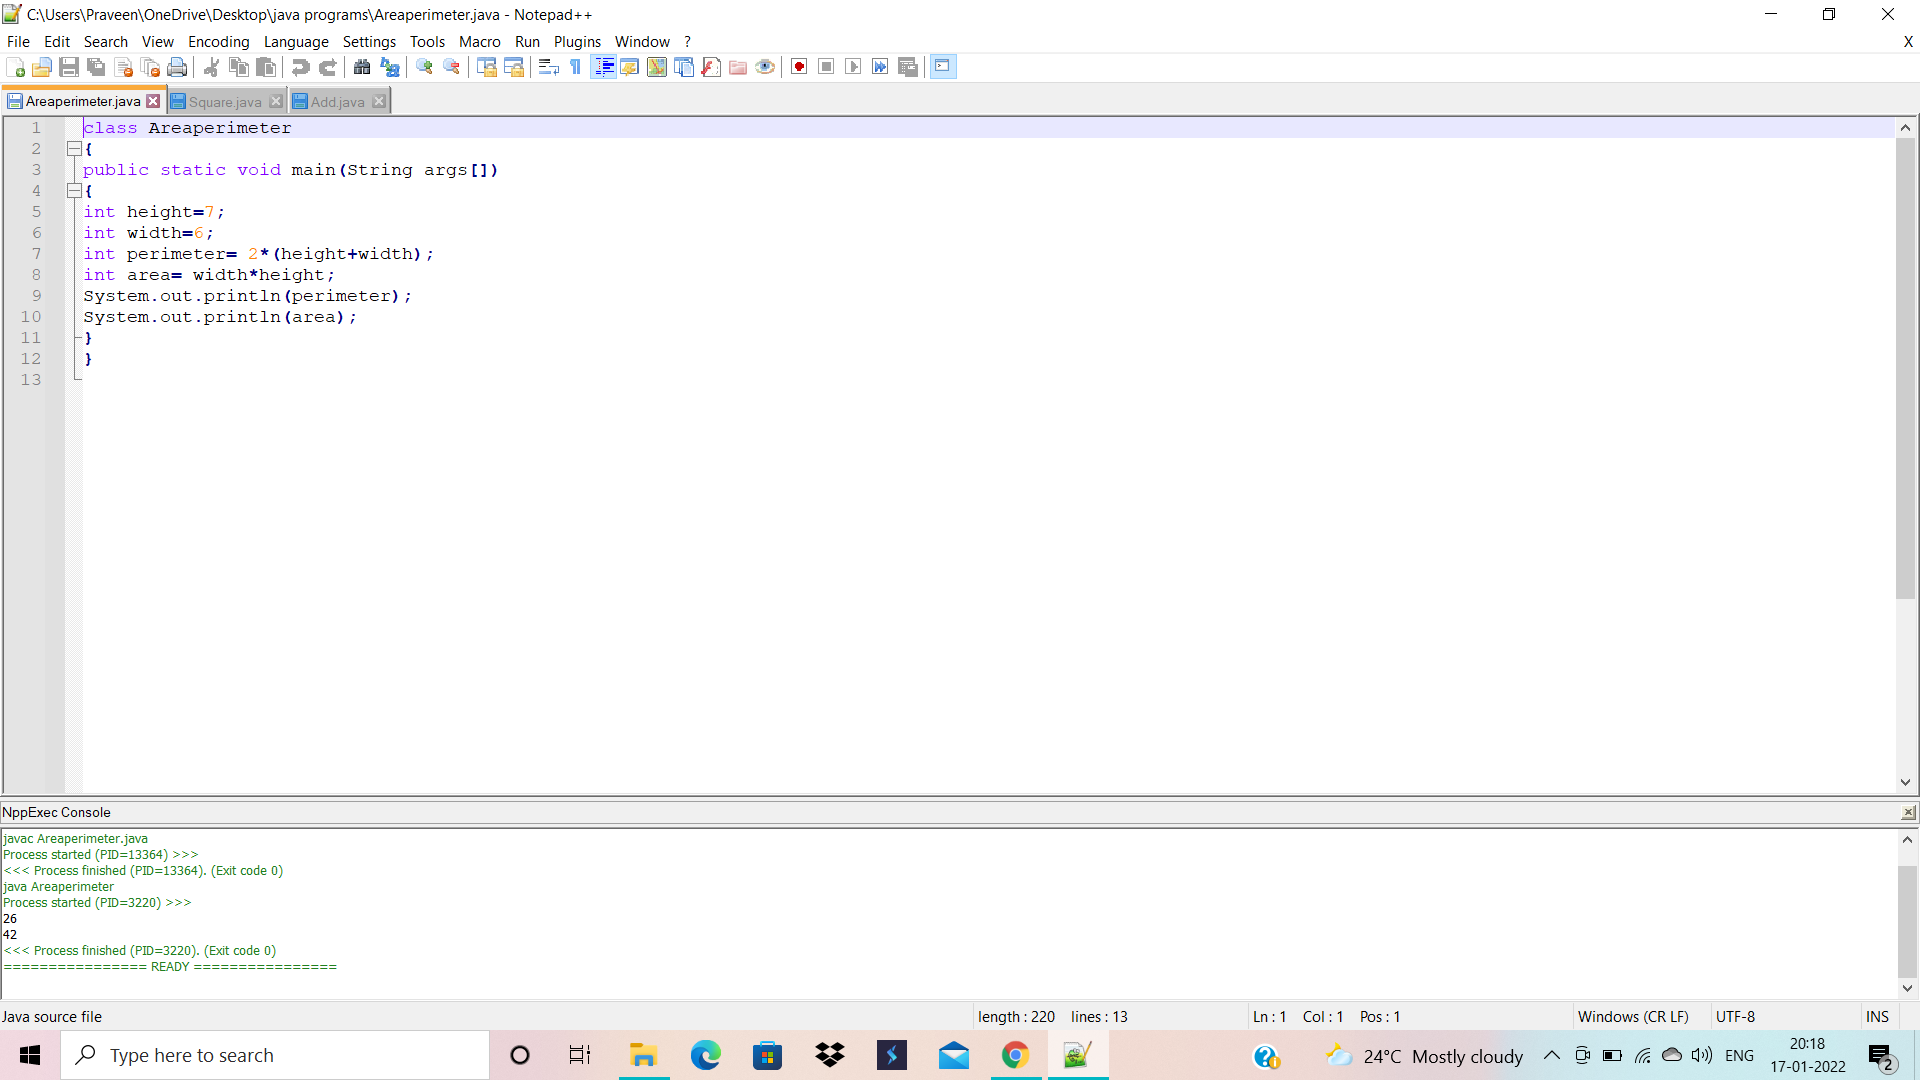 C:\Users\Praveen\OneDrive\Desktop\java programs\Areaperimeter.java - Notepad++
File Edit Search View Encoding Language Settings Tools Macro Run Plugins Window ? X
Areaperimeter.java Square.java Add.java
1 class Areaperimeter
2 {
3 public static void main(String args[])
4 {
5 int height=7;
6 int width=6;
7 int perimeter= 2*(height+width);
8 int area= width*height;
9 System.out.println(perimeter);
10 System.out.println(area);
11 }
12 }
13
NppExec Console
javac Areaperimeter.java
Process started (PID=13364) >>>
<<< Process finished (PID=13364). (Exit code 0)
java Areaperimeter
Process started (PID=3220) >>>
26
42
<<< Process finished (PID=3220). (Exit code 0)
================ READY ================
Java source file length : 220 lines : 13 Ln : 1 Col : 1 Pos : 1 Windows (CR LF) UTF-8 INS
Type here to search 24°C Mostly cloudy ENG 20:18
17-01-2022 2